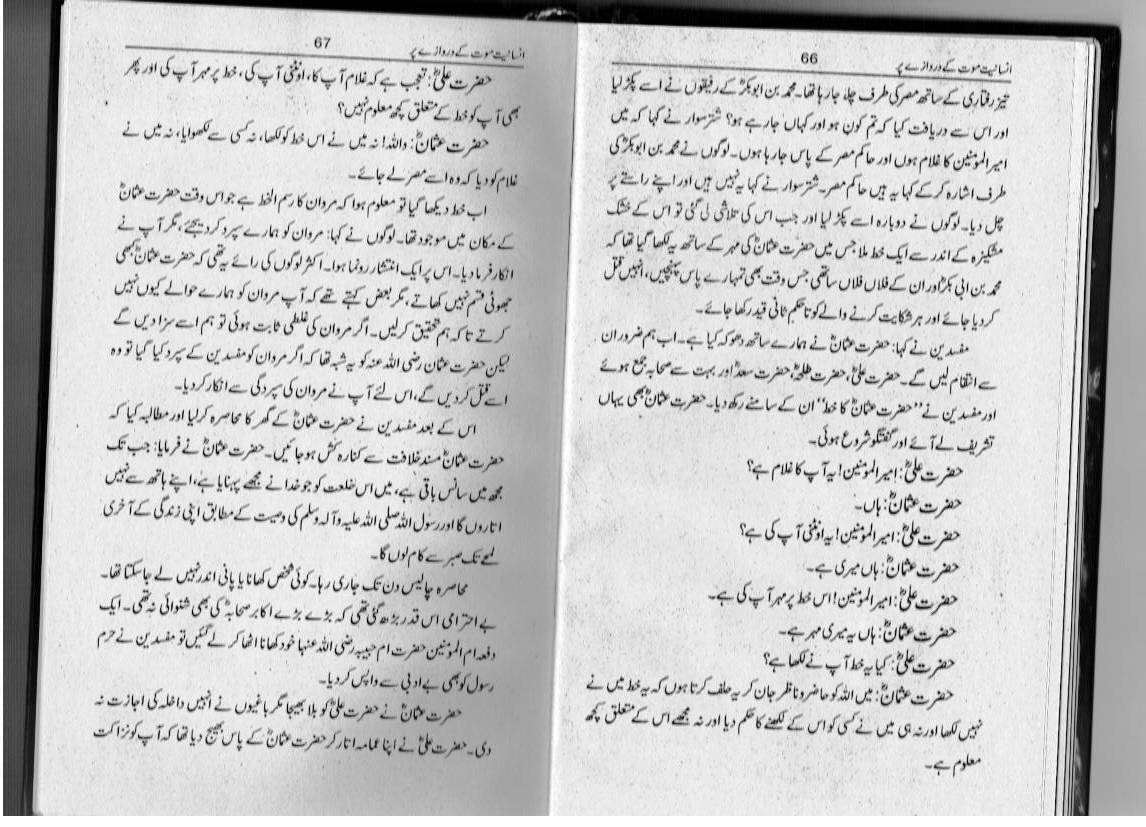 انسانیت موت کے دروازے پر
66
تیز رفتاری کے ساتھ مصر کی طرف چلا جا رہا تھا۔ محمد بن ابوبکرؓ کے رفیقوں نے اسے پکڑ لیا
اور اس سے دریافت کیا کہ تم کون ہو اور کہاں جا رہے ہو؟ شتر سوار نے کہا کہ میں
امیر المومنین کا غلام ہوں اور حاکم مصر کے پاس جا رہا ہوں۔ لوگوں نے محمد بن ابوبکرؓ کی
طرف اشارہ کر کے کہا یہ ہیں حاکم مصر۔ شتر سوار نے کہا یہ نہیں ہیں اور اپنے راستے پر
چل دیا۔ لوگوں نے دوبارہ اسے پکڑ لیا اور جب اس کی تلاشی لی گئی تو اس کے خشک
مشکیزہ کے اندر سے ایک خط ملا جس میں حضرت عثمانؓ کی مہر کے ساتھ یہ لکھا گیا تھا کہ
محمد بن ابی بکرؓ اور ان کے فلاں فلاں ساتھی جس وقت بھی تمہارے پاس پہنچیں، انہیں قتل
کر دیا جائے اور ہر شکایت کرنے والے کو تا حکم ثانی قید رکھا جائے۔
مفسدین نے کہا: حضرت عثمانؓ نے ہمارے ساتھ دھوکہ کیا ہے۔ اب ہم ضرور ان
سے انتقام لیں گے۔ حضرت علیؓ، حضرت طلحہؓ، حضرت سعدؓ اور بہت سے صحابہ جمع ہوئے
اور مفسدین نے ’’حضرت عثمانؓ کا خط‘‘ ان کے سامنے رکھ دیا۔ حضرت عثمانؓ بھی یہاں
تشریف لے آئے اور گفتگو شروع ہوئی۔
حضرت علیؓ: امیر المومنین! یہ آپ کا غلام ہے؟
حضرت عثمانؓ: ہاں۔
حضرت علیؓ: امیر المومنین! یہ اونٹنی آپ کی ہے؟
حضرت عثمانؓ: ہاں میری ہے۔
حضرت علیؓ: امیر المومنین! اس خط پر مہر آپ کی ہے۔
حضرت عثمانؓ: ہاں یہ میری مہر ہے۔
حضرت علیؓ: کیا یہ خط آپ نے لکھا ہے؟
حضرت عثمانؓ: میں اللہ کو حاضر و ناظر جان کر یہ حلف کرتا ہوں کہ یہ خط میں نے
نہیں لکھا اور نہ ہی میں نے کسی کو اس کے لکھنے کا حکم دیا اور نہ مجھے اس کے متعلق کچھ
معلوم ہے۔
انسانیت موت کے دروازے پر
67
حضرت علیؓ: تعجب ہے کہ غلام آپ کا، اونٹنی آپ کی، خط پر مہر آپ کی اور پھر
بھی آپ کو خط کے متعلق کچھ معلوم نہیں؟
حضرت عثمانؓ: واللہ! نہ میں نے اس خط کو لکھا، نہ کسی سے لکھوایا، نہ میں نے
غلام کو دیا کہ وہ اسے مصر لے جائے۔
اب خط دیکھا گیا تو معلوم ہوا کہ مروان کا رسم الخط ہے جو اس وقت حضرت عثمانؓ
کے مکان میں موجود تھا۔ لوگوں نے کہا: مروان کو ہمارے سپرد کر دیجئے، مگر آپ نے
انکار فرما دیا۔ اس پر ایک انتشار رونما ہوا۔ اکثر لوگوں کی رائے یہ تھی کہ حضرت عثمانؓ کبھی
جھوٹی قسم نہیں کھاتے، مگر بعض کہتے تھے کہ آپ مروان کو ہمارے حوالے کیوں نہیں
کرتے تاکہ ہم تحقیق کر لیں۔ اگر مروان کی غلطی ثابت ہوئی تو ہم اسے سزا دیں گے
لیکن حضرت عثمان رضی اللہ عنہ کو یہ شبہ تھا کہ اگر مروان کو مفسدین کے سپرد کیا گیا تو وہ
اسے قتل کر دیں گے، اس لئے آپ نے مروان کی سپردگی سے انکار کر دیا۔
اس کے بعد مفسدین نے حضرت عثمانؓ کے گھر کا محاصرہ کر لیا اور مطالبہ کیا کہ
حضرت عثمانؓ مسند خلافت سے کنارہ کش ہو جائیں۔ حضرت عثمانؓ نے فرمایا: جب تک
مجھ میں سانس باقی ہے، میں اس خلعت کو جو خدا نے مجھے پہنایا ہے، اپنے ہاتھ سے نہیں
اتاروں گا اور رسول اللہ صلی اللہ علیہ وآلہ وسلم کی وصیت کے مطابق اپنی زندگی کے آخری
لمحے تک صبر سے کام لوں گا۔
محاصرہ چالیس دن تک جاری رہا۔ کوئی شخص کھانا یا پانی اندر نہیں لے جا سکتا تھا۔
بے احترامی اس قدر بڑھ گئی تھی کہ بڑے بڑے اکابر صحابہؓ کی بھی شنوائی نہ تھی۔ ایک
دفعہ ام المومنین حضرت ام حبیبہ رضی اللہ عنہا خود کھانا اٹھا کر لے گئیں تو مفسدین نے حرم
رسول کو بھی بے ادبی سے واپس کر دیا۔
حضرت عثمانؓ نے حضرت علیؓ کو بلا بھیجا مگر باغیوں نے انہیں داخلہ کی اجازت نہ
دی۔ حضرت علیؓ نے اپنا عمامہ اتار کر حضرت عثمانؓ کے پاس بھیج دیا تھا کہ آپ کو نزاکت